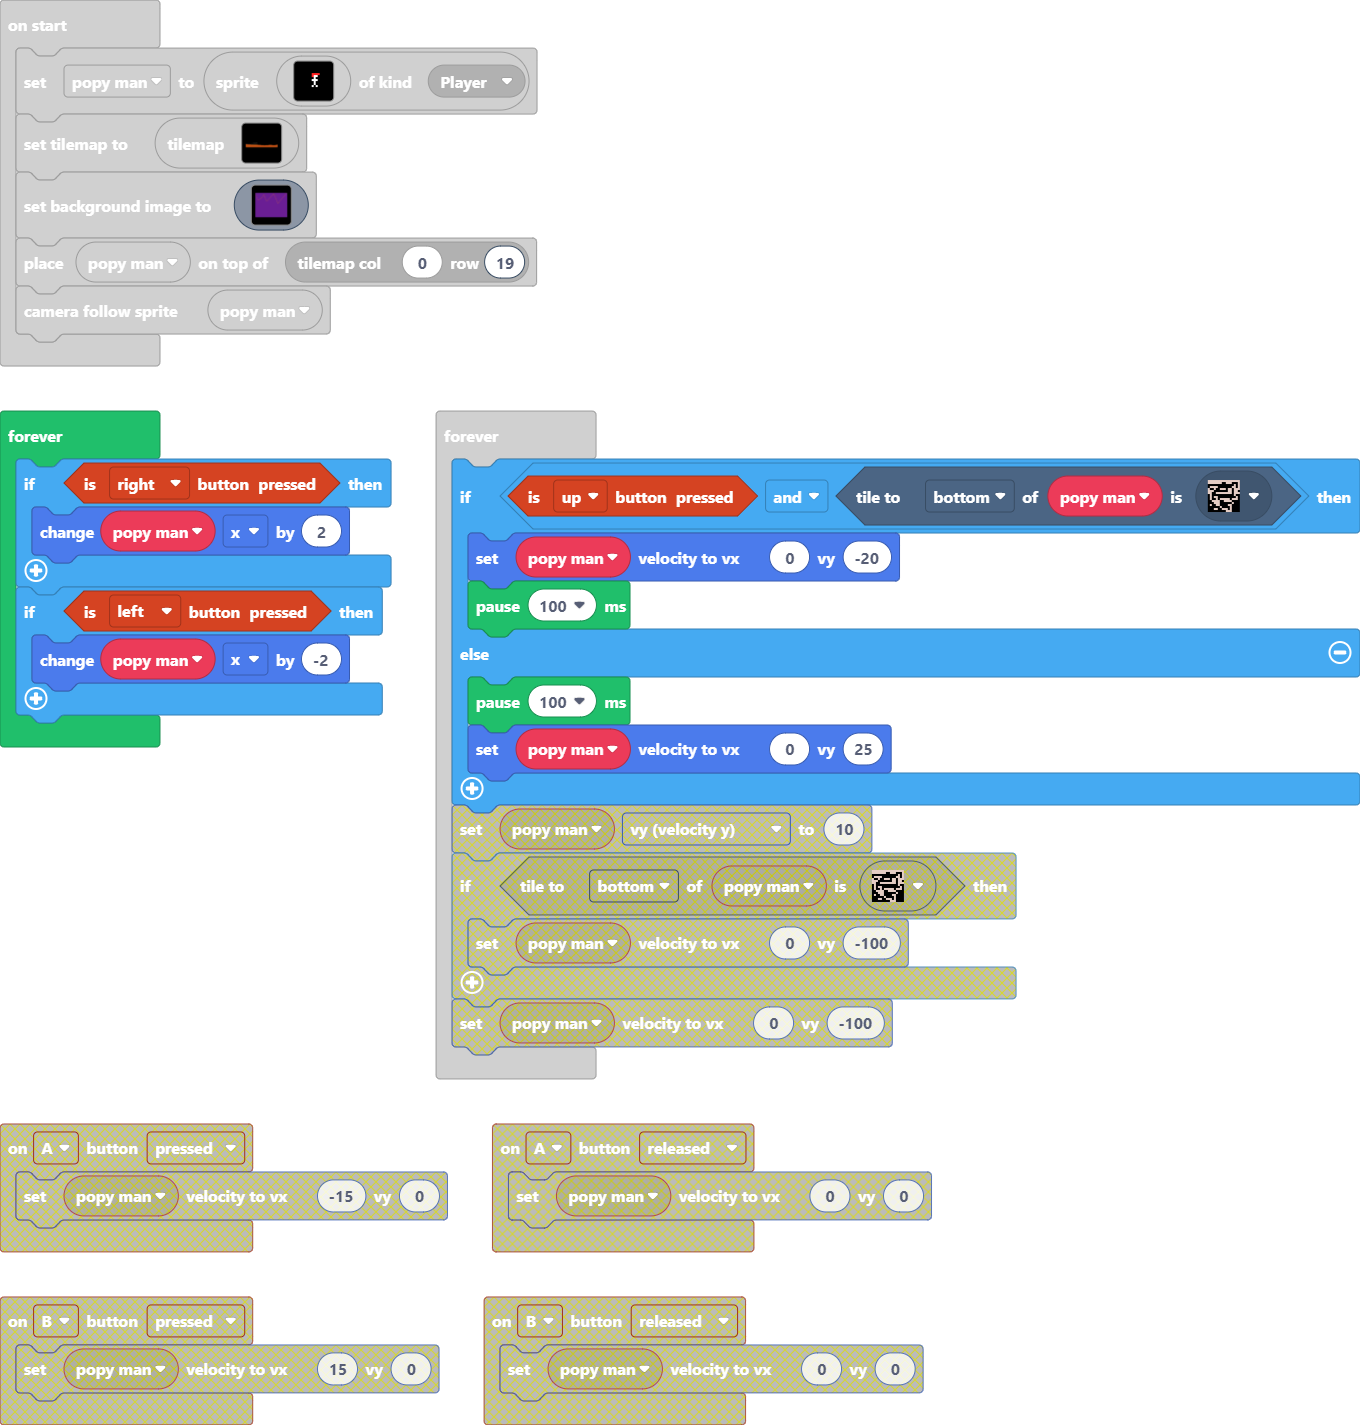 on start
set popy man to sprite of kind Player
set tilemap to tilemap
set background image to
place popy man on top of tilemap col 0 row 19
camera follow sprite popy man
forever
if is right button pressed then
change popy man x by 2
if is left button pressed then
change popy man x by -2
forever
if is up button pressed and tile to bottom of popy man is then
set popy man velocity to vx 0 vy -20
pause 100 ms
else
pause 100 ms
set popy man velocity to vx 0 vy 25
set popy man vy (velocity y) to 10
if tile to bottom of popy man is then
set popy man velocity to vx 0 vy -100
set popy man velocity to vx 0 vy -100
on A button pressed
set popy man velocity to vx -15 vy 0
on A button released
set popy man velocity to vx 0 vy 0
on B button pressed
set popy man velocity to vx 15 vy 0
on B button released
set popy man velocity to vx 0 vy 0